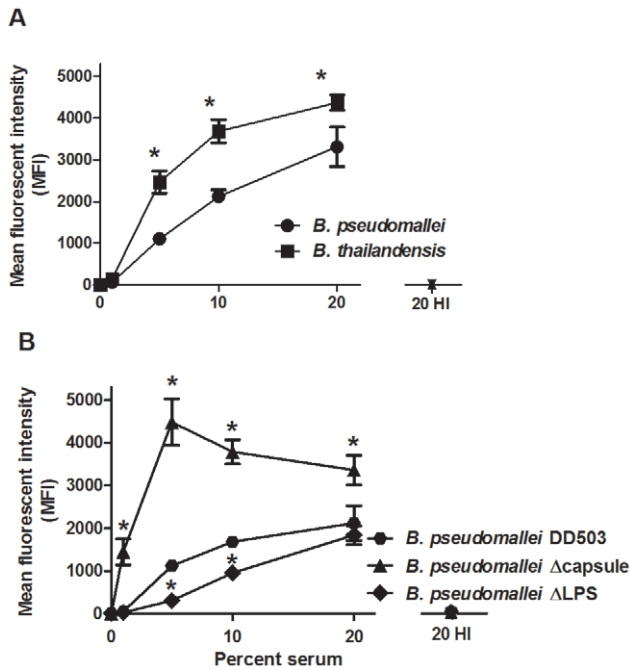 A
Mean fluorescent intensity
(MFI)
5000
4000
3000
2000
1000
0
* * *
B. pseudomallei
B. thailandensis
0 10 20 20 HI
B
Mean fluorescent intensity
(MFI)
5000
4000
3000
2000
1000
0
* * * *
* *
B. pseudomallei DD503
B. pseudomallei Δcapsule
B. pseudomallei ΔLPS
0 10 20 20 HI
Percent serum